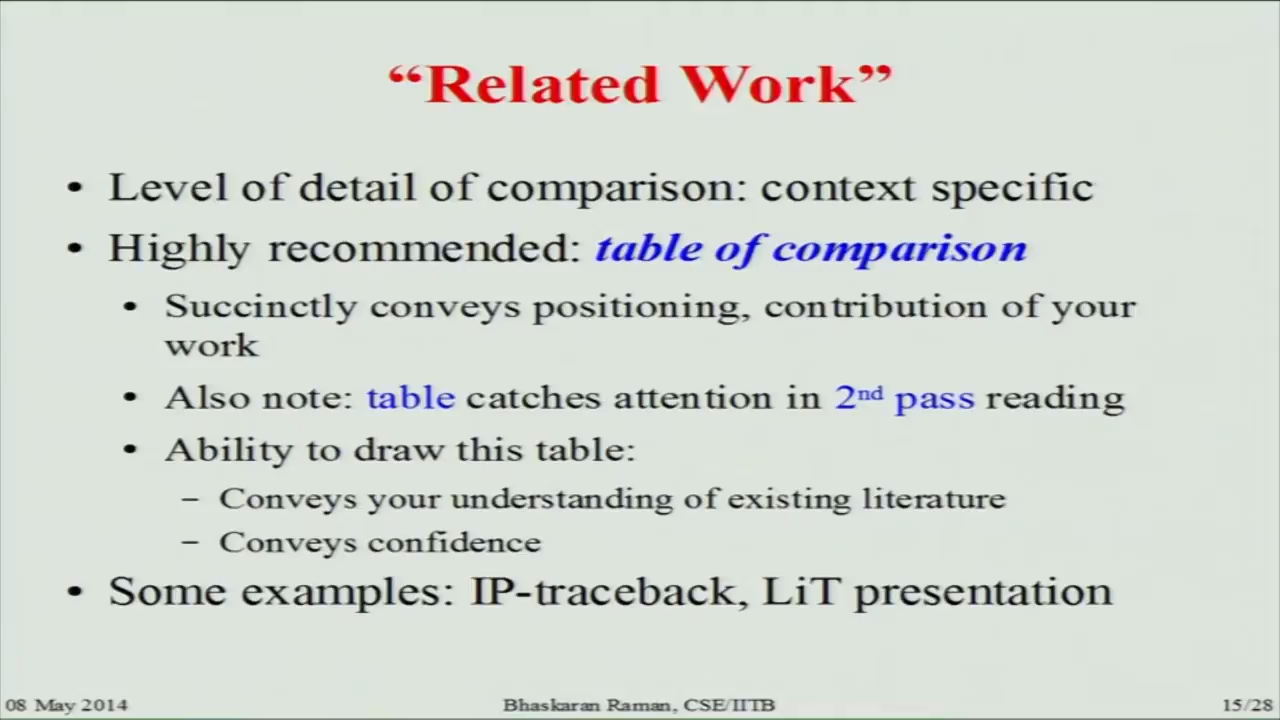 “Related Work”
• Level of detail of comparison: context specific
• Highly recommended: table of comparison
• Succinctly conveys positioning, contribution of your
work
• Also note: table catches attention in 2nd pass reading
• Ability to draw this table:
– Conveys your understanding of existing literature
– Conveys confidence
• Some examples: IP-traceback, LiT presentation
08 May 2014
Bhaskaran Raman, CSE/IITB
15/28